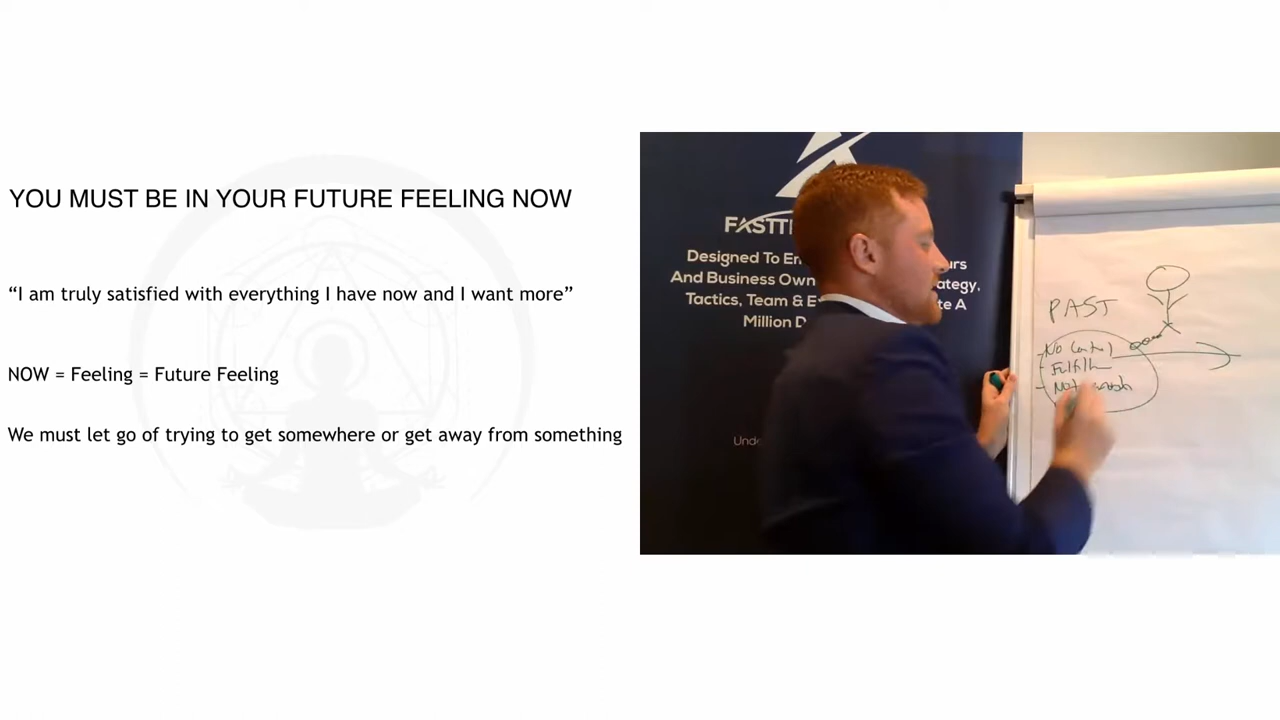 YOU MUST BE IN YOUR FUTURE FEELING NOW
“I am truly satisfied with everything I have now and I want more”
NOW = Feeling = Future Feeling
We must let go of trying to get somewhere or get away from something
FASTT
Designed To En
urs
And Business Own
ategy,
Tactics, Team & E
te A
Million D
Unde
PAST
No Control